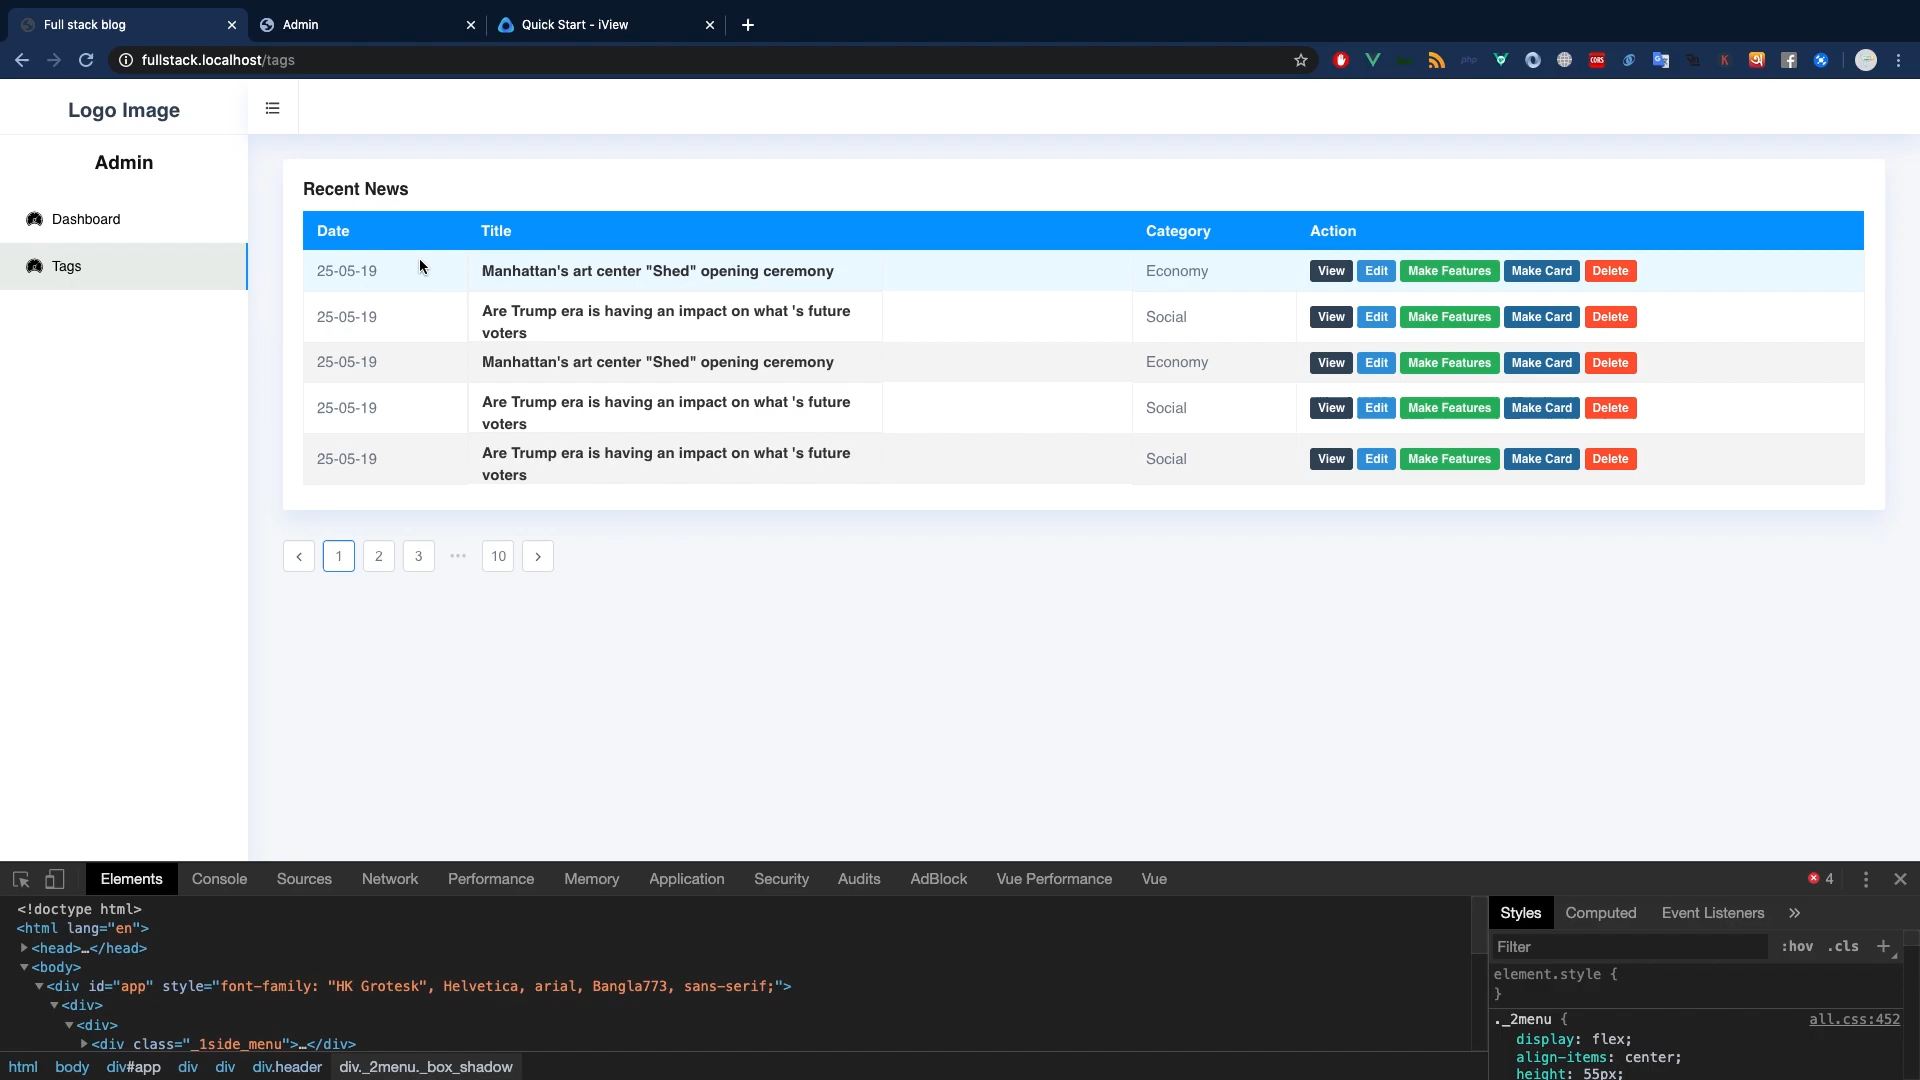 Full stack blog
Admin
Quick Start - iView
fullstack.localhost/tags
Logo Image
Admin
Dashboard
Tags
Recent News
Date Title Category Action
25-05-19 Manhattan's art center "Shed" opening ceremony Economy View Edit Make Features Make Card Delete
25-05-19 Are Trump era is having an impact on what 's future voters Social View Edit Make Features Make Card Delete
25-05-19 Manhattan's art center "Shed" opening ceremony Economy View Edit Make Features Make Card Delete
25-05-19 Are Trump era is having an impact on what 's future voters Social View Edit Make Features Make Card Delete
25-05-19 Are Trump era is having an impact on what 's future voters Social View Edit Make Features Make Card Delete
1 2 3 ••• 10
Elements Console Sources Network Performance Memory Application Security Audits AdBlock Vue Performance Vue 4
<!doctype html>
<html lang="en">
<head>…</head>
<body>
<div id="app" style="font-family: "HK Grotesk", Helvetica, arial, Bangla773, sans-serif;">
<div>
<div>
<div class="_1side_menu">…</div>
html body div#app div div div.header div._2menu._box_shadow
Styles Computed Event Listeners »
Filter :hov .cls +
element.style {
}
._2menu { all.css:452
display: flex;
align-items: center;
height: 55px;